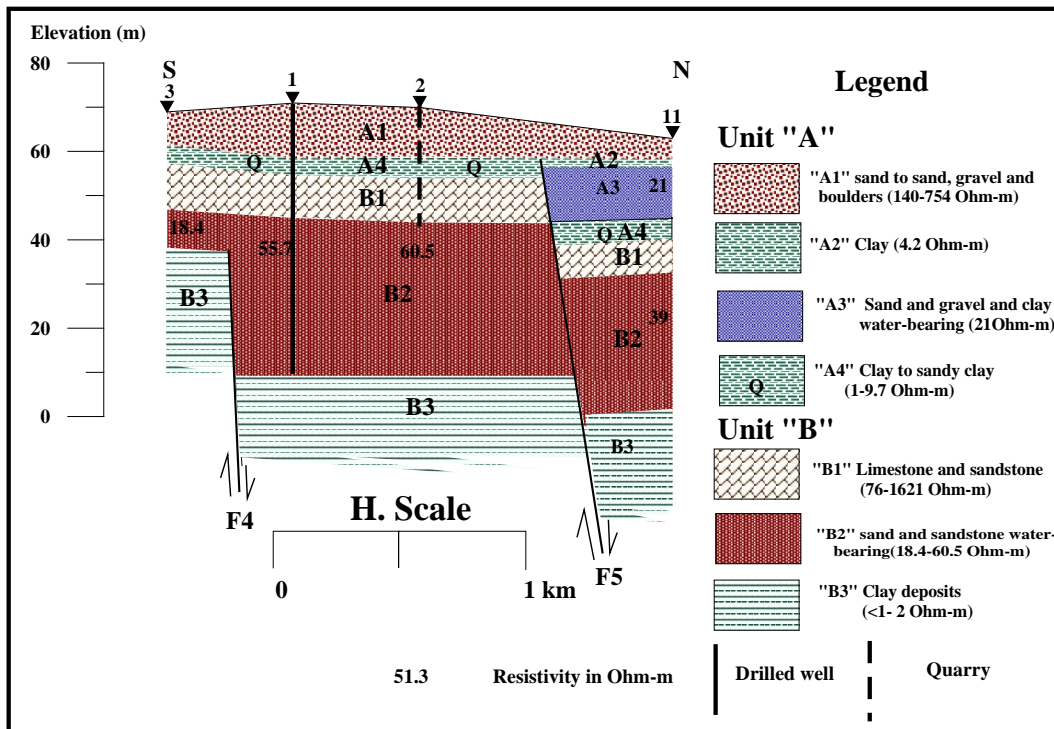 Elevation (m)
80
60
40
20
0
S
N
3
1
2
11
A1
A2
Q
A4
Q
A3
21
B1
Q
A4
B1
18.4
55.7
60.5
B3
B2
39
B2
B3
B3
F4
F5
H. Scale
0
1 km
51.3
Resistivity in Ohm-m
Legend
Unit "A"
"A1" sand to sand, gravel and
boulders (140-754 Ohm-m)
"A2" Clay (4.2 Ohm-m)
"A3" Sand and gravel and clay
water-bearing (21Ohm-m)
"A4" Clay to sandy clay
(1-9.7 Ohm-m)
Q
Unit "B"
"B1" Limestone and sandstone
(76-1621 Ohm-m)
"B2" sand and sandstone water-
bearing(18.4-60.5 Ohm-m)
"B3" Clay deposits
(<1- 2 Ohm-m)
Drilled well
Quarry